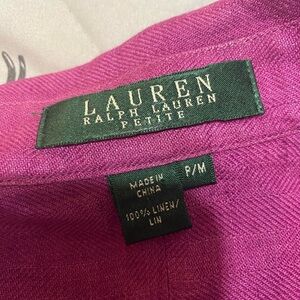 LAUREN
RALPH LAUREN
PETITE
MADE IN
CHINA
P/M
100% LINEN/
LIN